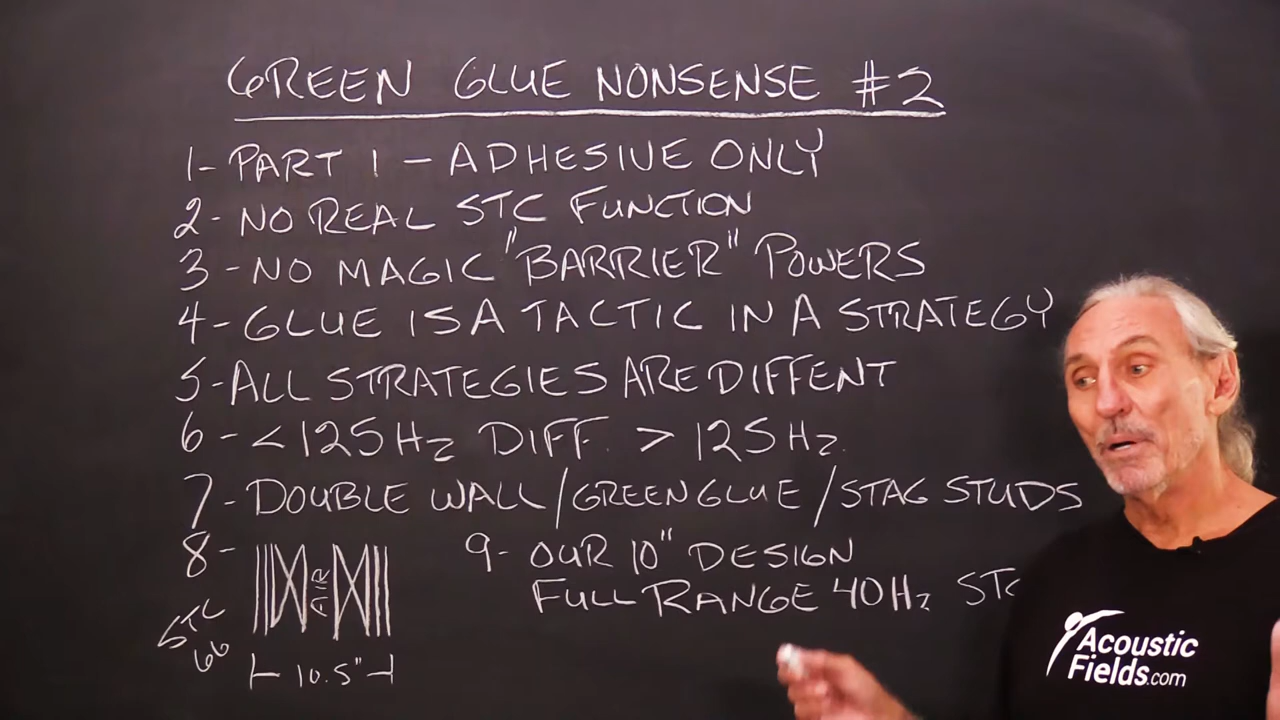 GREEN GLUE NONSENSE #2
1- PART 1 - ADHESIVE ONLY
2- NO REAL STC FUNCTION
3 - NO MAGIC "BARRIER" POWERS
4 - GLUE IS A TACTIC IN A STRATEGY
5- ALL STRATEGIES ARE DIFFENT
6 - < 125 Hz DIFF. > 125 Hz.
7 - DOUBLE WALL / GREEN GLUE / STAG STUDS
8 -
AIR
10.5"
9 - OUR 10" DESIGN
FULL RANGE 40 Hz
Acoustic
Fields.com